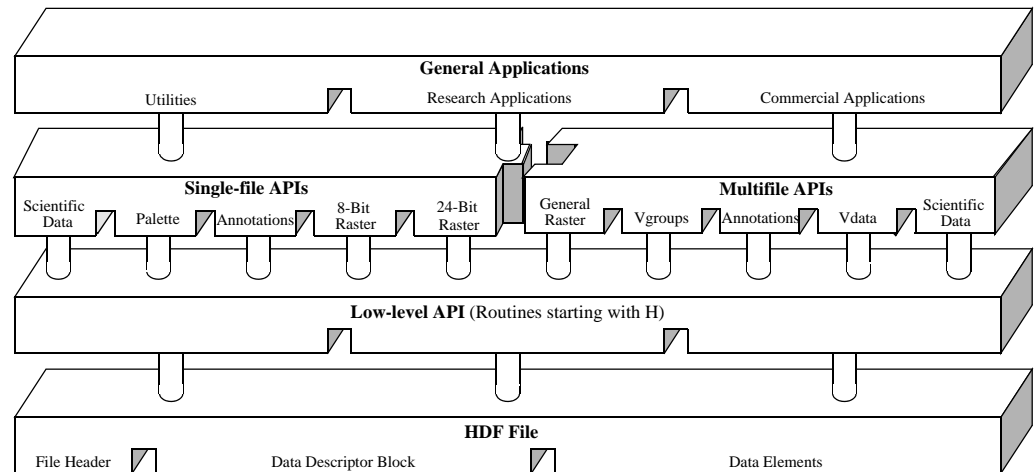 General Applications
Utilities
Research Applications
Commercial Applications
Single-file APIs
Multifile APIs
Scientific
Data
Palette
Annotations
8-Bit
Raster
24-Bit
Raster
General
Raster
Vgroups
Annotations
Vdata
Scientific
Data
Low-level API (Routines starting with H)
HDF File
File Header
Data Descriptor Block
Data Elements